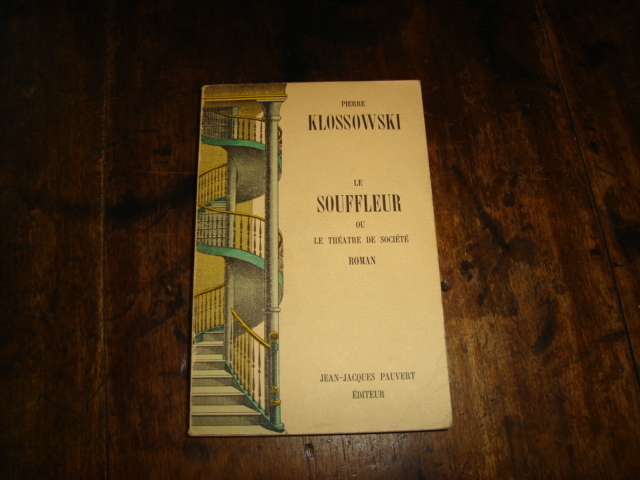 PIERRE
KLOSSOWSKI
LE
SOUFFLEUR
OU
LE THÉATRE DE SOCIÉTÉ
ROMAN
JEAN-JACQUES PAUVERT
ÉDITEUR